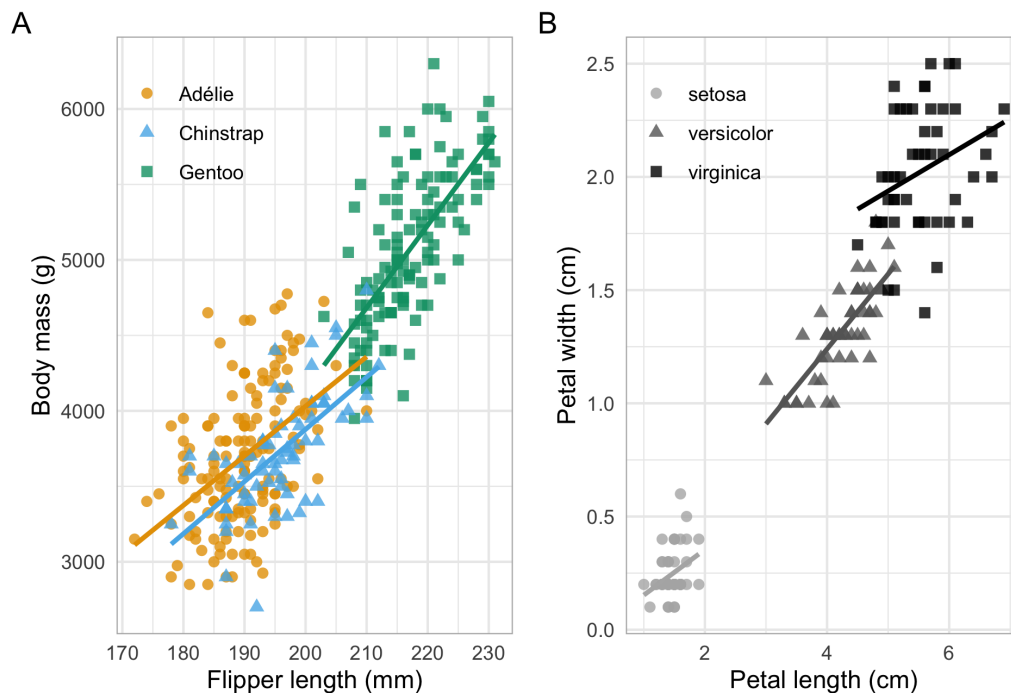 A
Body mass (g)
6000
5000
4000
3000
Adélie
Chinstrap
Gentoo
170 180 190 200 210 220 230
Flipper length (mm)
B
Petal width (cm)
2.5
2.0
1.5
1.0
0.5
0.0
setosa
versicolor
virginica
2 4 6
Petal length (cm)